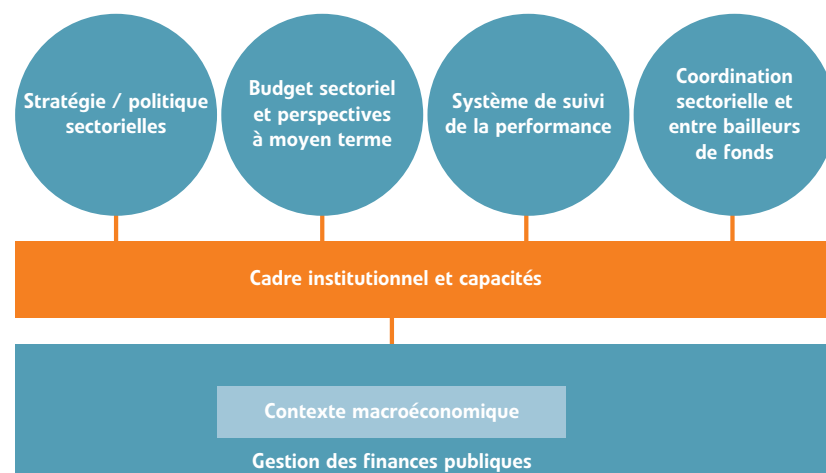 Stratégie / politique
sectorielles
Budget sectoriel
et perspectives
à moyen terme
Système de suivi
de la performance
Coordination
sectorielle et
entre bailleurs
de fonds
Cadre institutionnel et capacités
Contexte macroéconomique
Gestion des finances publiques